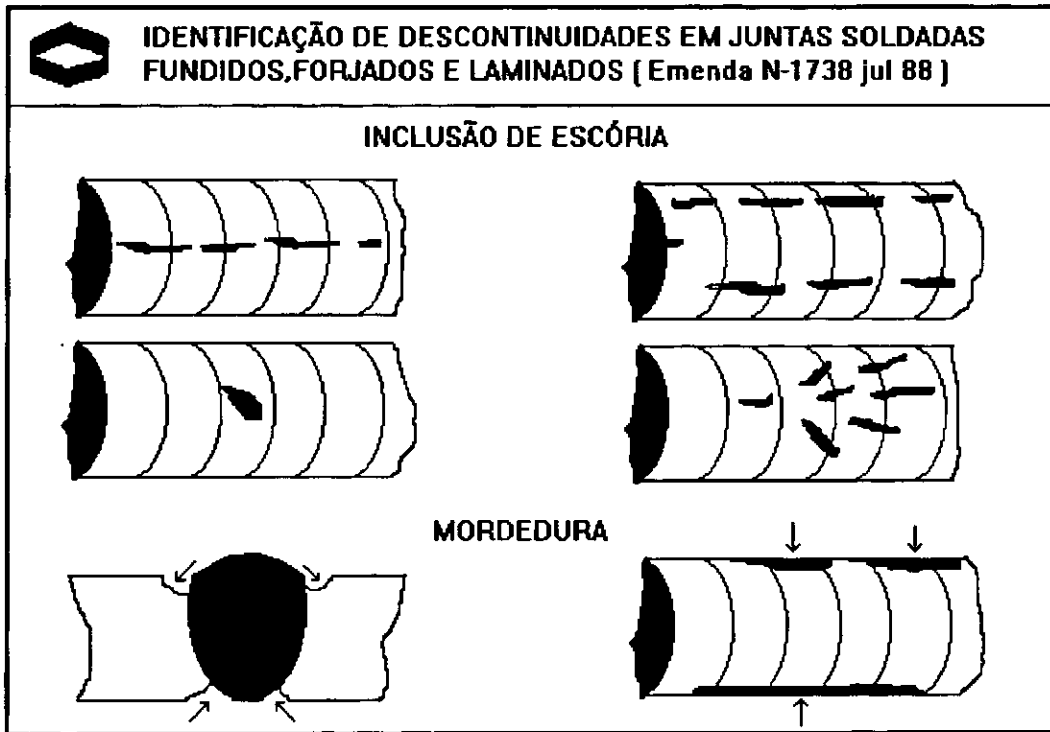 IDENTIFICAÇÃO DE DESCONTINUIDADES EM JUNTAS SOLDADAS
FUNDIDOS,FORJADOS E LAMINADOS ( Emenda N-1738 jul 88 )
INCLUSÃO DE ESCÓRIA
MORDEDURA